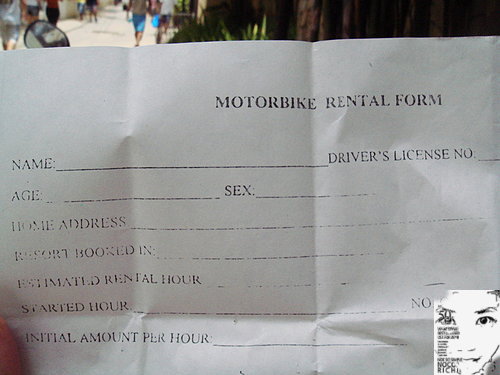 MOTORBIKE RENTAL FORM
NAME: DRIVER'S LICENSE NO:
AGE: SEX:
HOME ADDRESS
RESORT BOOKED IN:
ESTIMATED RENTAL HOUR
STARTED HOUR NO
INITIAL AMOUNT PER HOUR: